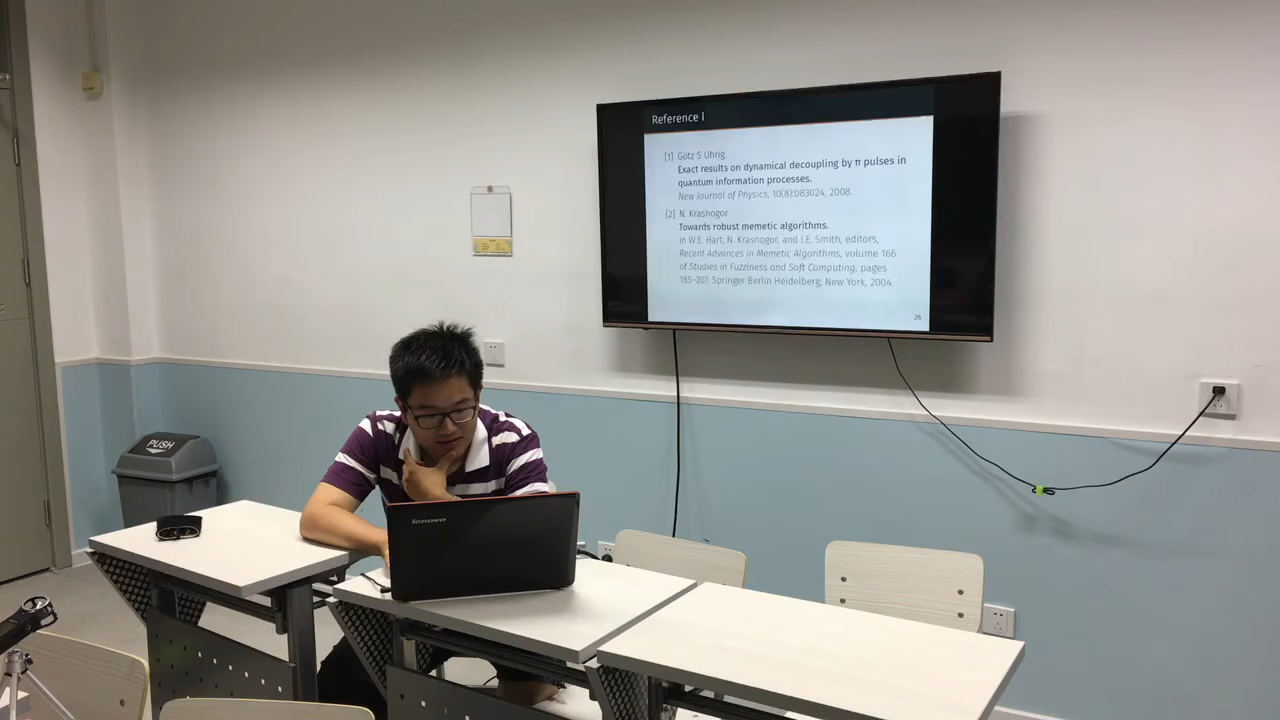 Reference I
[1] Götz S Uhrig.
Exact results on dynamical decoupling by π pulses in
quantum information processes.
New Journal of Physics, 10(8):083024, 2008.
[2] N. Krasnogor.
Towards robust memetic algorithms.
In W.E. Hart, N. Krasnogor, and J.E. Smith, editors,
Recent Advances in Memetic Algorithms, volume 166
of Studies in Fuzziness and Soft Computing, pages
185–207. Springer Berlin Heidelberg, New York, 2004.
26
PUSH
lenovo